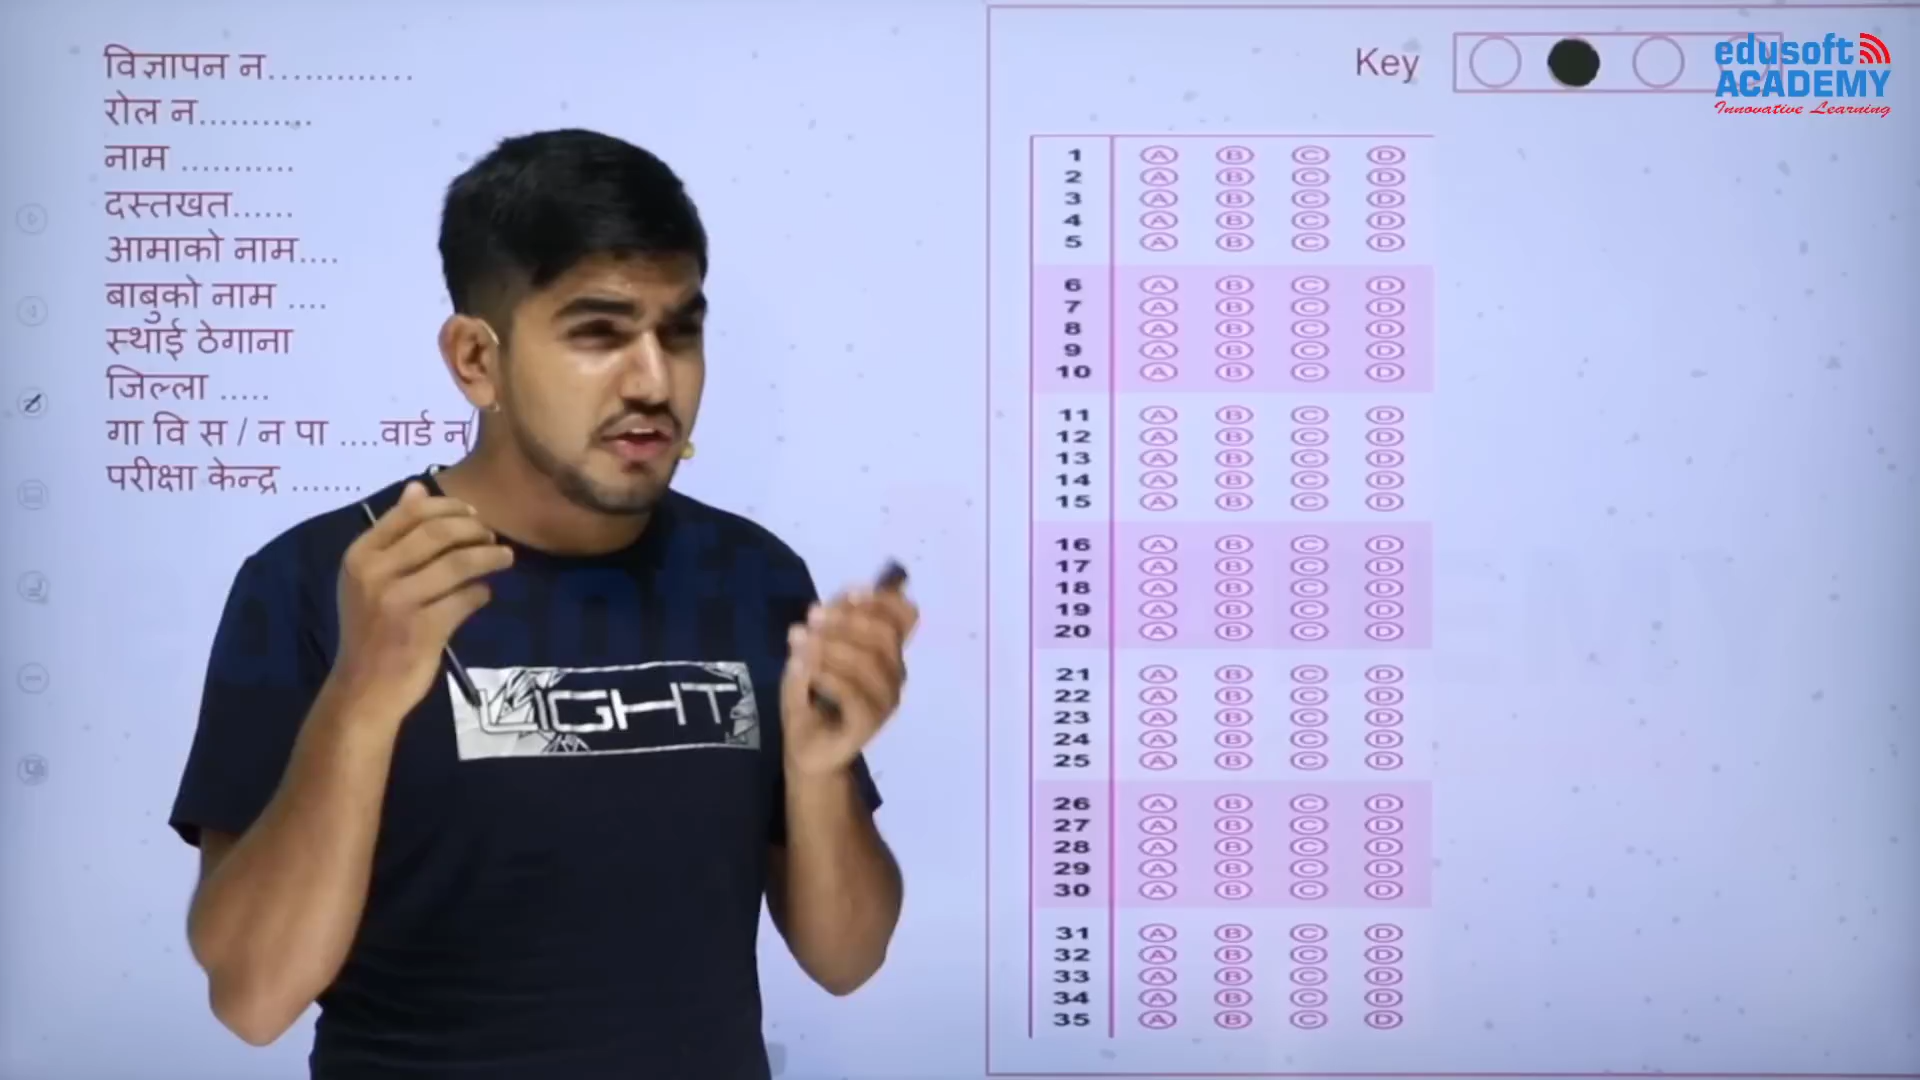 विज्ञापन न.............
रोल न...........
नाम ...........
दस्तखत......
आमाको नाम....
बाबुको नाम ....
स्थाई ठेगाना
जिल्ला .....
गा वि स / न पा ....वार्ड न
परीक्षा केन्द्र .......
LIGHT
Key
edusoft
ACADEMY
Innovative Learning
1 A B C D
2 A B C D
3 A B C D
4 A B C D
5 A B C D
6 A B C D
7 A B C D
8 A B C D
9 A B C D
10 A B C D
11 A B C D
12 A B C D
13 A B C D
14 A B C D
15 A B C D
16 A B C D
17 A B C D
18 A B C D
19 A B C D
20 A B C D
21 A B C D
22 A B C D
23 A B C D
24 A B C D
25 A B C D
26 A B C D
27 A B C D
28 A B C D
29 A B C D
30 A B C D
31 A B C D
32 A B C D
33 A B C D
34 A B C D
35 A B C D